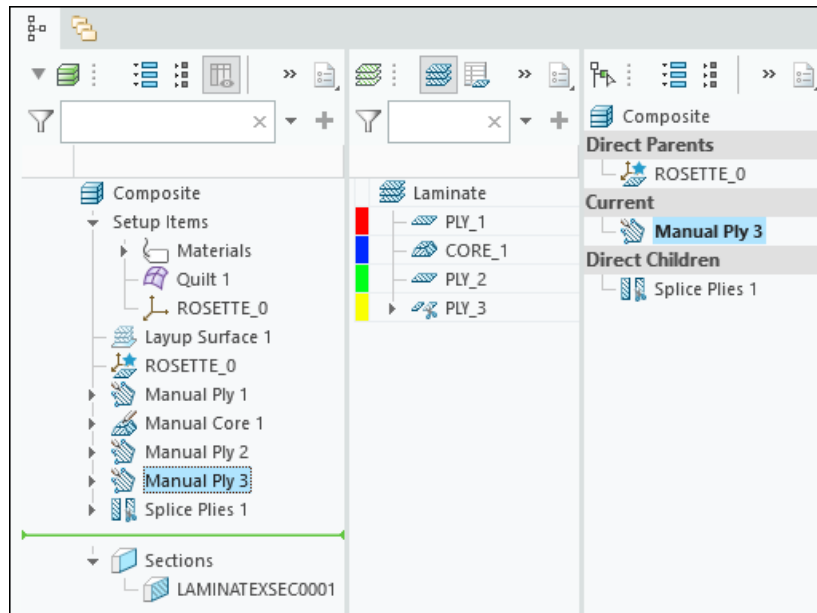 Composite
Setup Items
Materials
Quilt 1
ROSETTE_0
Layup Surface 1
ROSETTE_0
Manual Ply 1
Manual Core 1
Manual Ply 2
Manual Ply 3
Splice Plies 1
Sections
LAMINATEXSEC0001
Laminate
PLY_1
CORE_1
PLY_2
PLY_3
Composite
Direct Parents
ROSETTE_0
Current
Manual Ply 3
Direct Children
Splice Plies 1